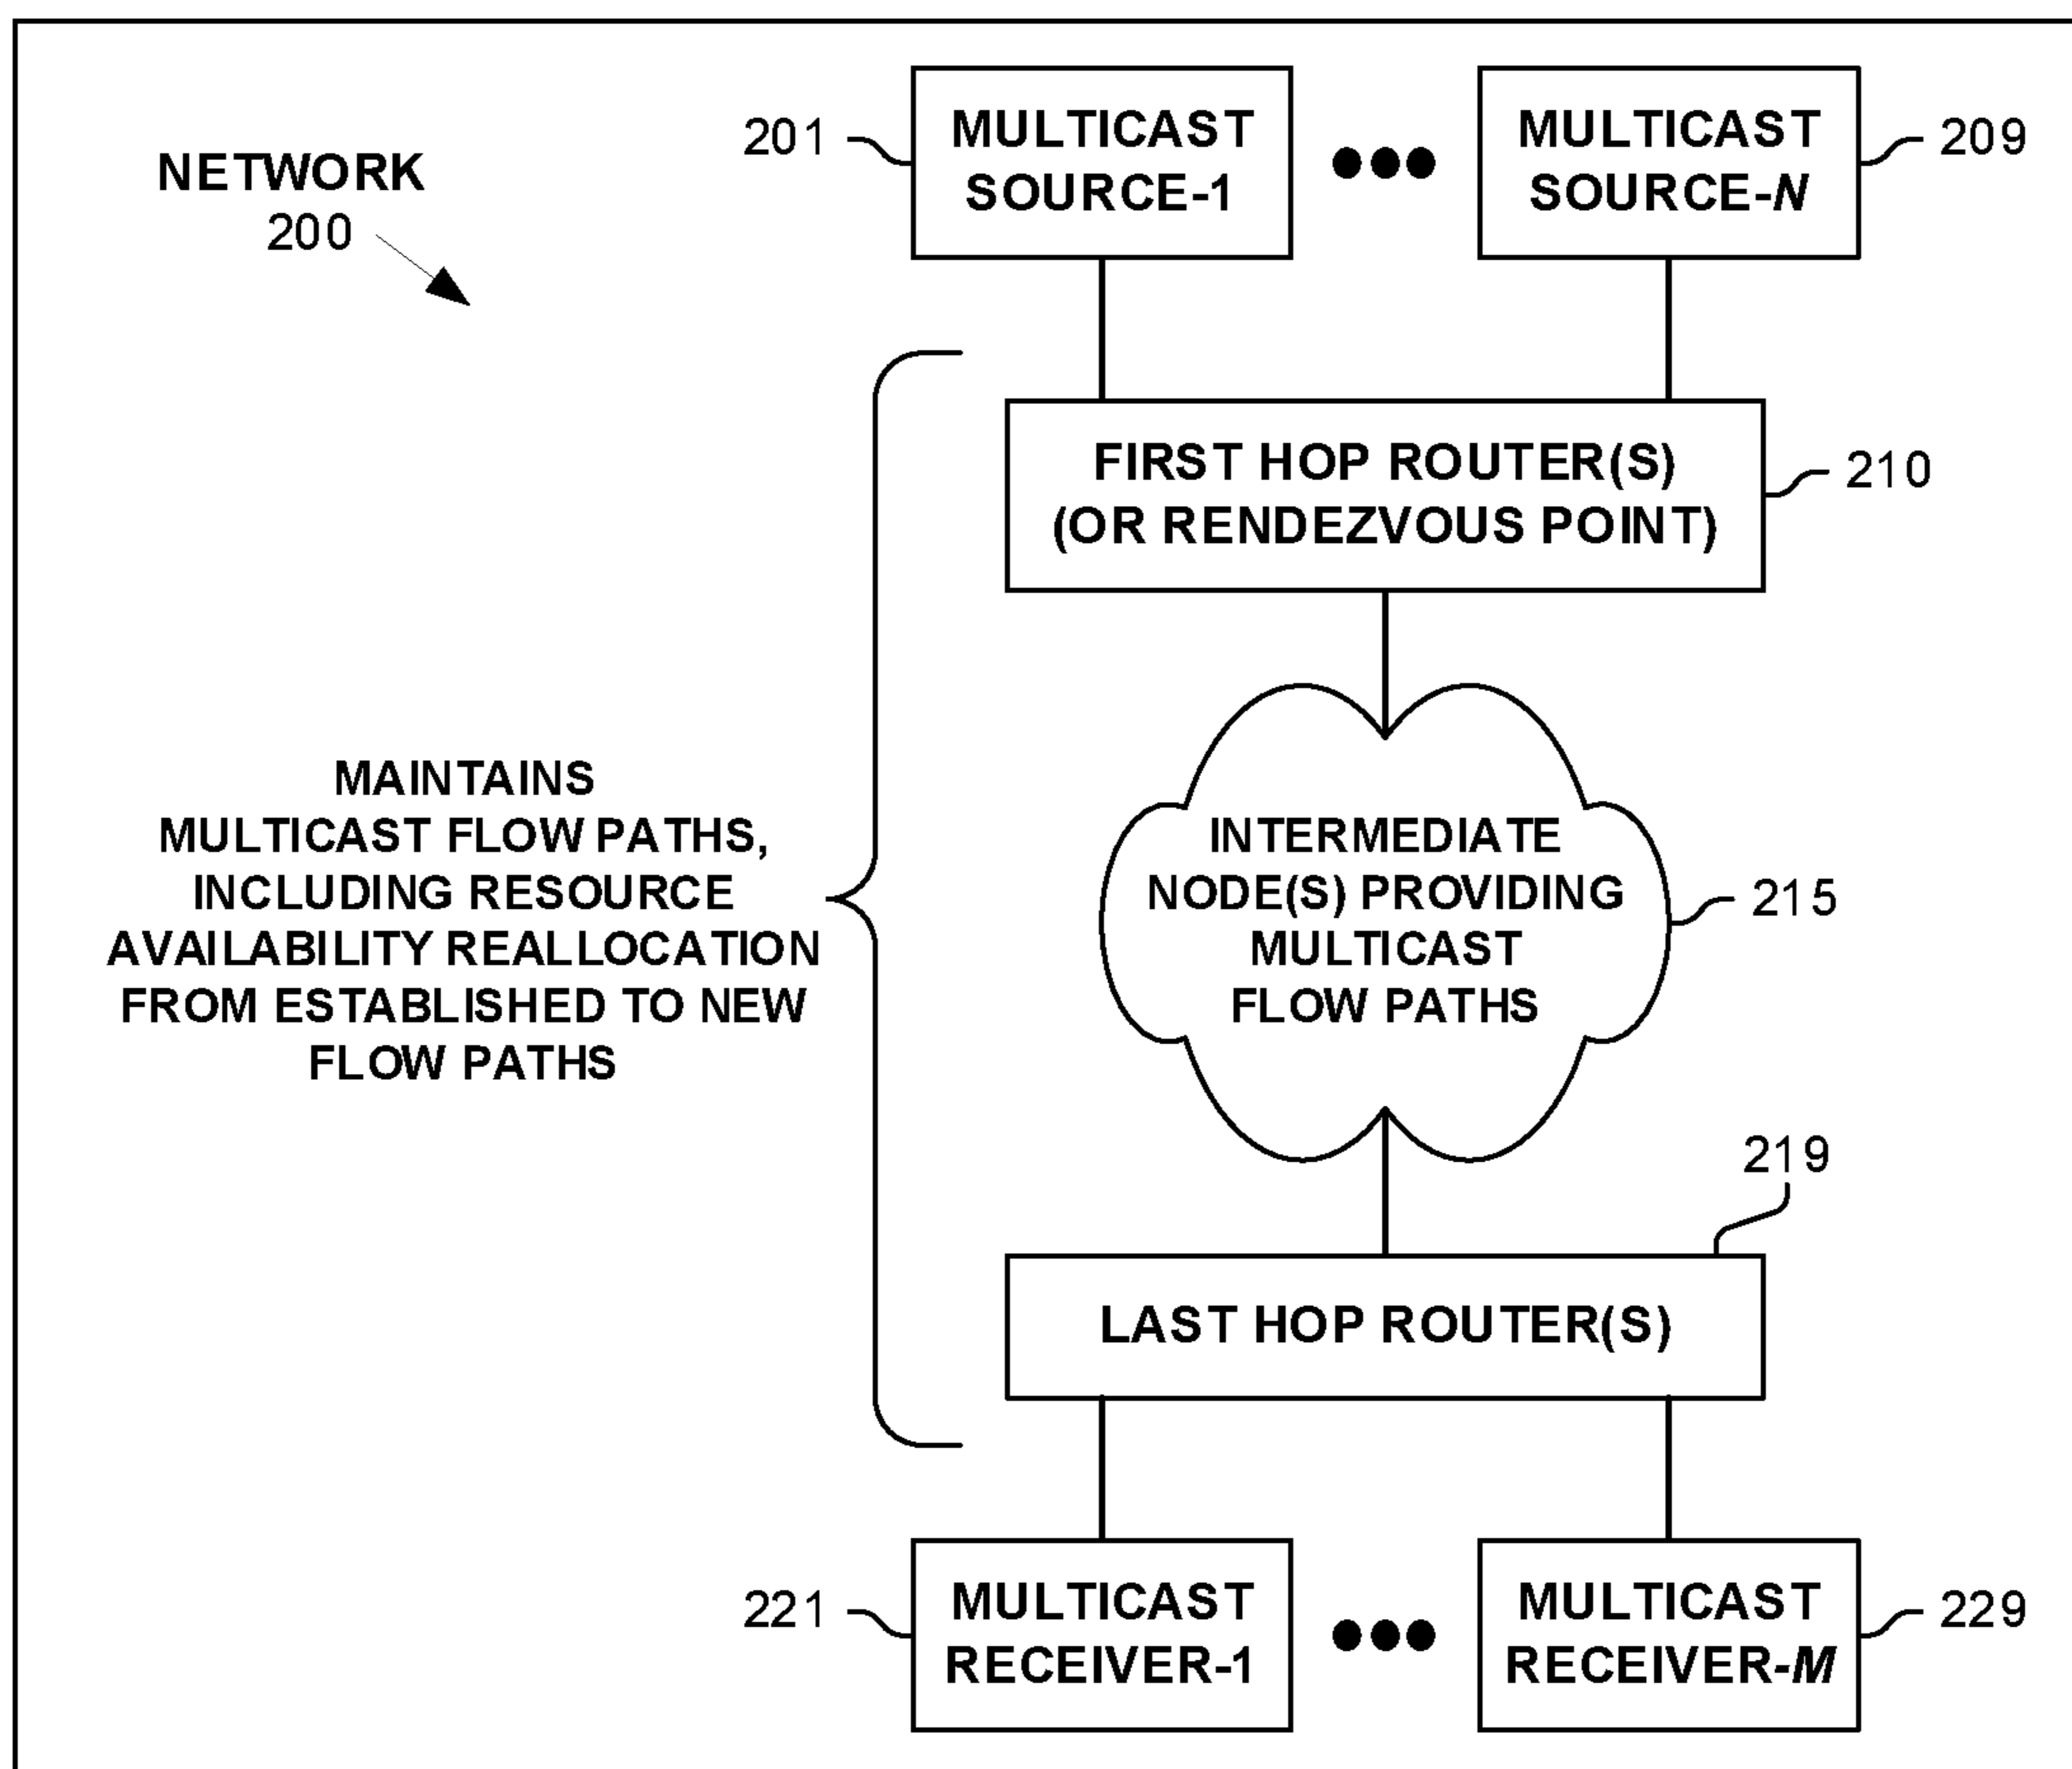 NETWORK
200
201
MULTICAST
SOURCE-1
MULTICAST
SOURCE-N
209
FIRST HOP ROUTER(S)
(OR RENDEZVOUS POINT)
210
MAINTAINS
MULTICAST FLOW PATHS,
INCLUDING RESOURCE
AVAILABILITY REALLOCATION
FROM ESTABLISHED TO NEW
FLOW PATHS
INTERMEDIATE
NODE(S) PROVIDING
MULTICAST
FLOW PATHS
215
219
LAST HOP ROUTER(S)
221
MULTICAST
RECEIVER-1
MULTICAST
RECEIVER-M
229